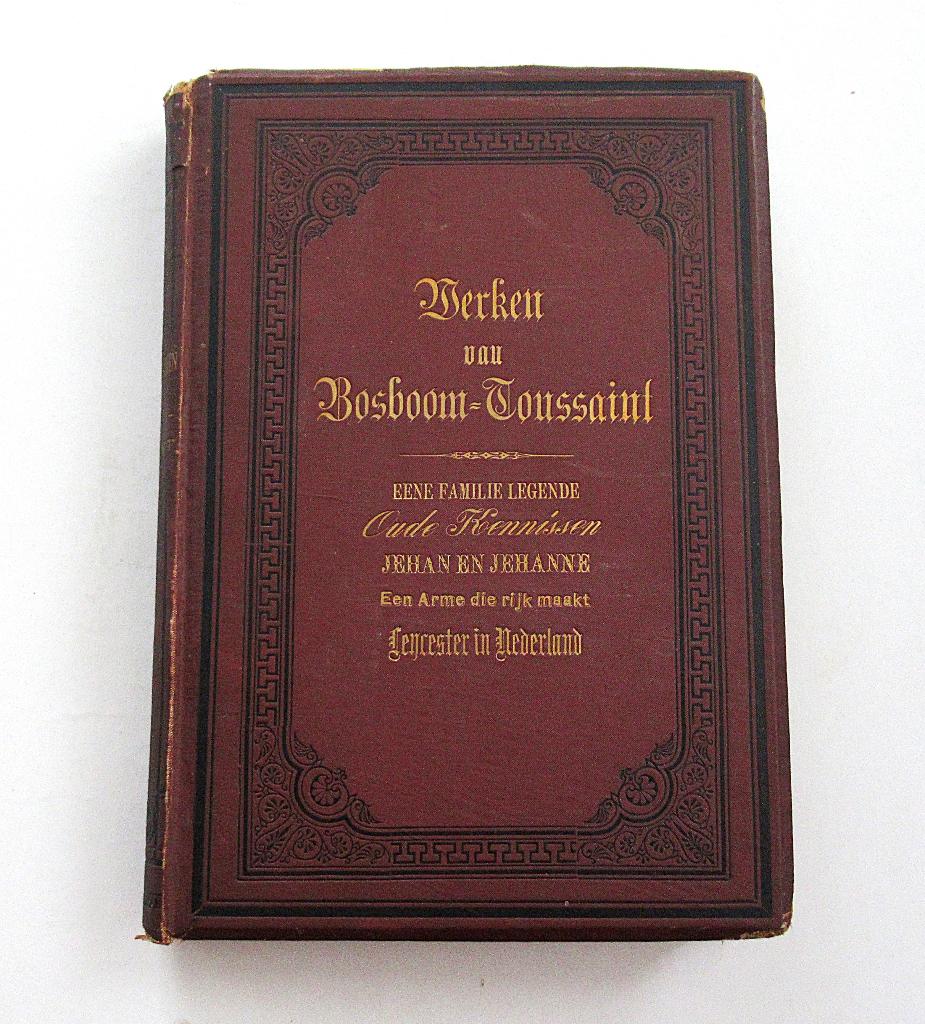 Werken
van
Bosboom-Toussaint
EENE FAMILIE LEGENDE
Oude Kennissen
JEHAN EN JEHANNE
Een Arme die rijk maakt
Leycester in Nederland